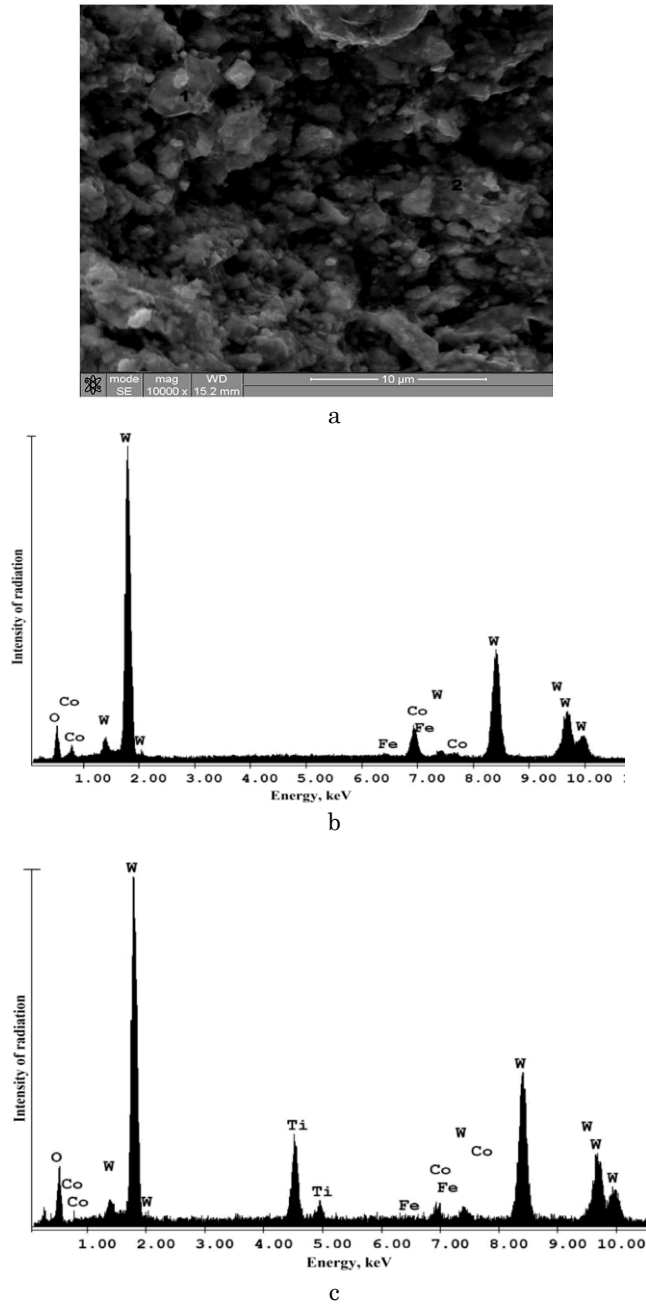 1
2
mode mag WD
SE 10000 x 15.2 mm 10 µm
a
W
Intensity of radiation
W
Co
W
O
W
Co
Co
W
Fe
W
W
Fe
Co
W
1.00 2.00 3.00 4.00 5.00 6.00 7.00 8.00 9.00 10.00
Energy, keV
b
W
Intensity of radiation
W
Ti
W
W
Co
O
W
Co
W
Co
Ti
Fe
W
Co
W
Fe
1.00 2.00 3.00 4.00 5.00 6.00 7.00 8.00 9.00 10.00
Energy, keV
c